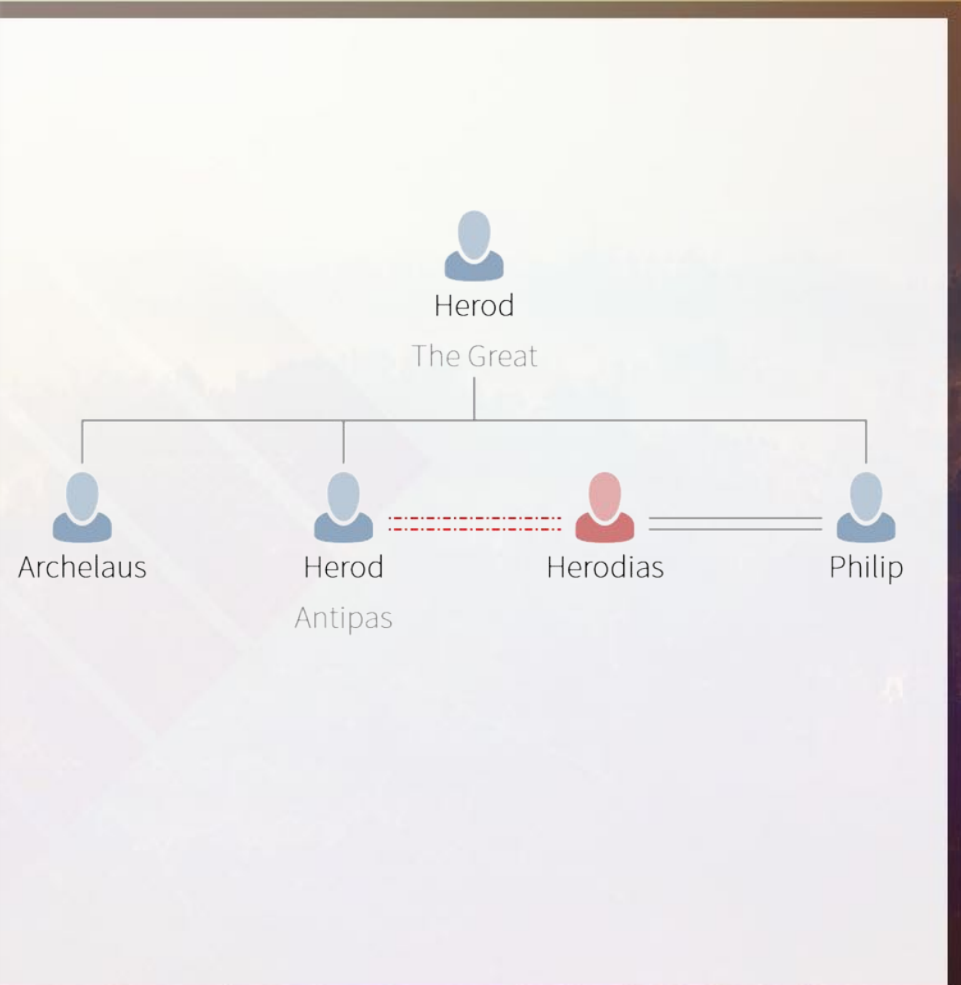 Herod
The Great
Archelaus
Herod
Antipas
Herodias
Philip